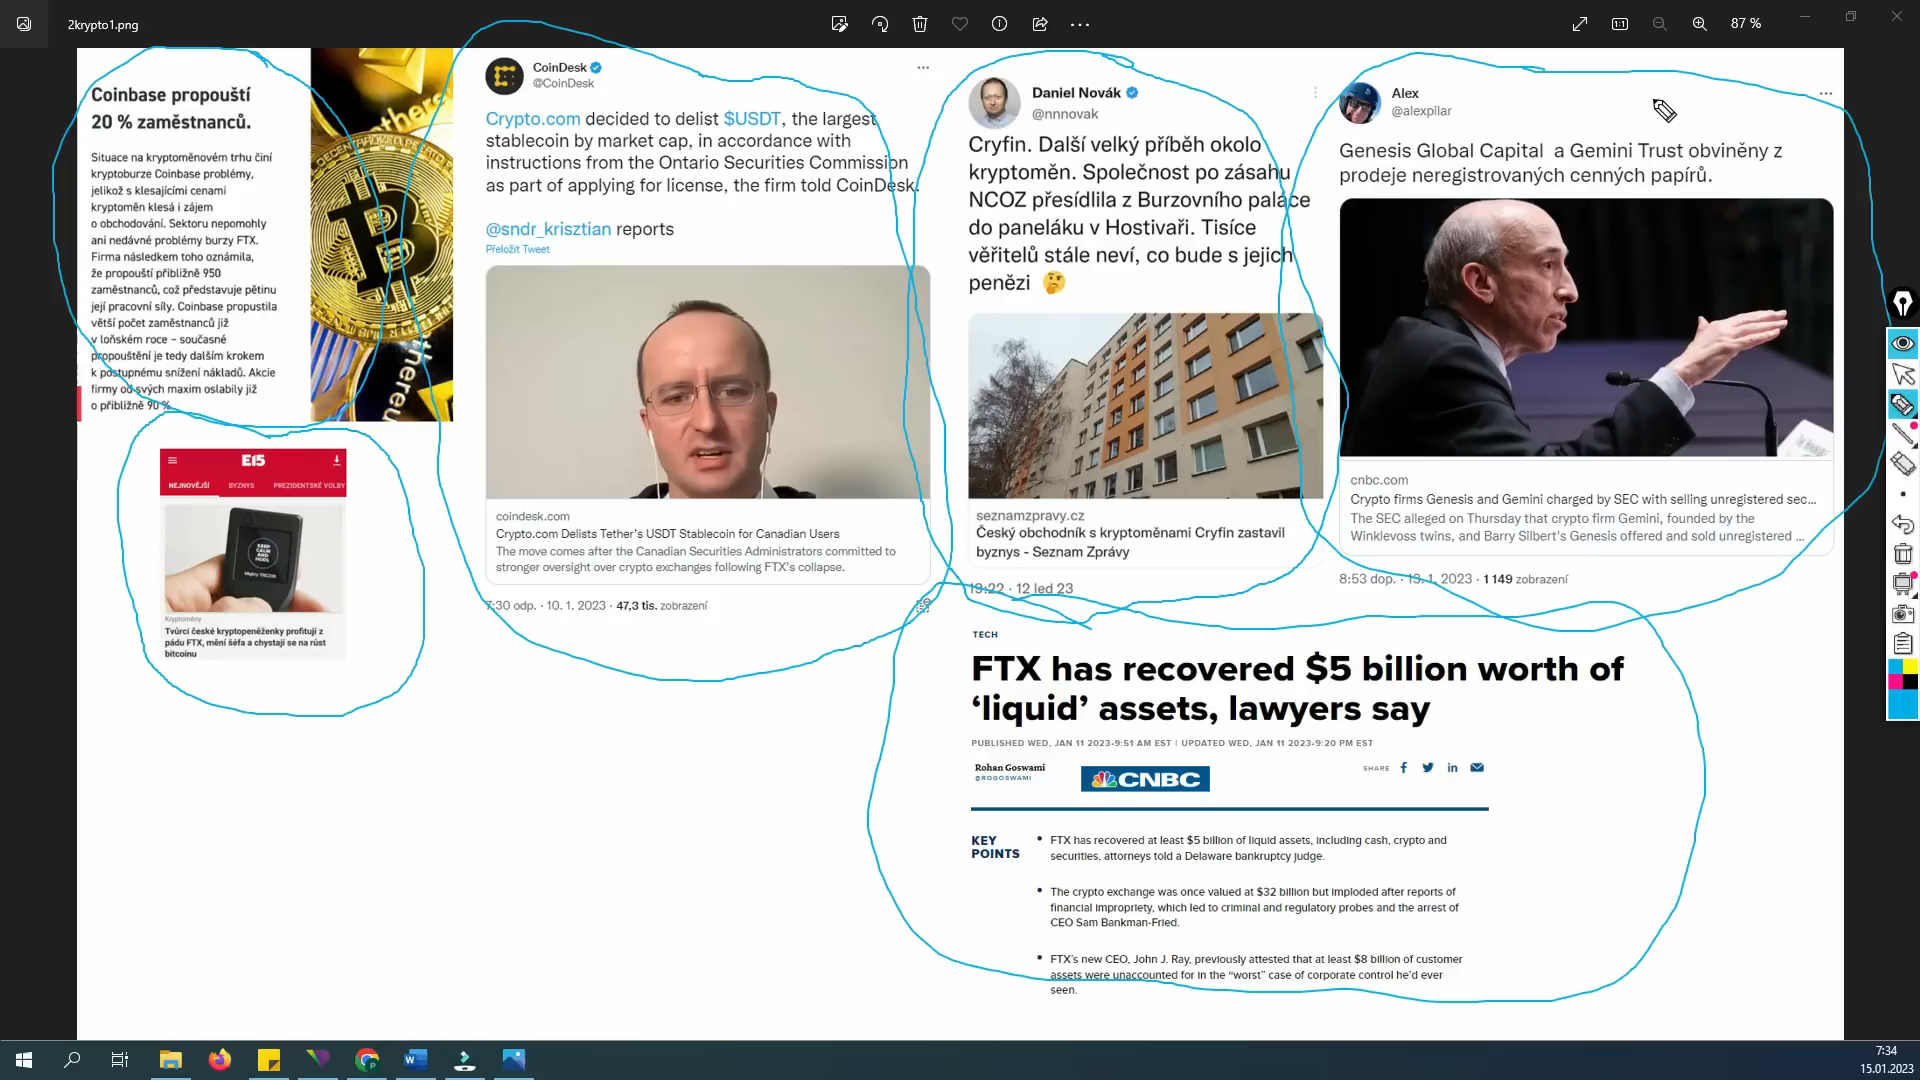 2krypto1.png
87 %
Coinbase propouští
20 % zaměstnanců.
Situace na kryptoměnovém trhu činí
kryptoburze Coinbase problémy,
jelikož s klesajícími cenami
kryptoměn klesá i zájem
o obchodování. Sektoru nepomohly
ani nedávné problémy burzy FTX.
Firma následkem toho oznámila,
že propouští přibližně 950
zaměstnanců, což představuje pětinu
její pracovní síly. Coinbase propustila
větší počet zaměstnanců již
v loňském roce – současné
propouštění je tedy dalším krokem
k postupnému snížení nákladů. Akcie
firmy od svých maxim oslabily již
o přibližně 90 %.
E15
NEJNOVĚJŠÍ BYZNYS PREZIDENTSKÉ VOLBY
KEEP
CALM
AND
HODL
Mighty TREZOR
Kryptoměny
Tvůrci české kryptopeněženky profitují z
pádu FTX, mění šéfa a chystají se na růst
bitcoinu
CoinDesk
@CoinDesk
Crypto.com decided to delist $USDT, the largest
stablecoin by market cap, in accordance with
instructions from the Ontario Securities Commission
as part of applying for license, the firm told CoinDesk.
@sndr_krisztian reports
Přeložit Tweet
coindesk.com
Crypto.com Delists Tether's USDT Stablecoin for Canadian Users
The move comes after the Canadian Securities Administrators committed to
stronger oversight over crypto exchanges following FTX's collapse.
7:30 odp. · 10. 1. 2023 · 47,3 tis. zobrazení
Daniel Novák
@nnnovak
Cryfin. Další velký příběh okolo
kryptoměn. Společnost po zásahu
NCOZ přesídlila z Burzovního paláce
do paneláku v Hostivaři. Tisíce
věřitelů stále neví, co bude s jejich
penězi 🤔
seznamzpravy.cz
Český obchodník s kryptoměnami Cryfin zastavil
byznys - Seznam Zprávy
19:22 · 12 led 23
Alex
@alexpilar
Genesis Global Capital a Gemini Trust obviněny z
prodeje neregistrovaných cenných papírů.
cnbc.com
Crypto firms Genesis and Gemini charged by SEC with selling unregistered sec...
The SEC alleged on Thursday that crypto firm Gemini, founded by the
Winklevoss twins, and Barry Silbert's Genesis offered and sold unregistered ...
8:53 dop. · 13. 1. 2023 · 1 149 zobrazení
TECH
FTX has recovered $5 billion worth of
‘liquid’ assets, lawyers say
PUBLISHED WED, JAN 11 2023•9:51 AM EST | UPDATED WED, JAN 11 2023•9:20 PM EST
Rohan Goswami
@ROGOSWAMI
CNBC
SHARE
KEY
POINTS
• FTX has recovered at least $5 billion of liquid assets, including cash, crypto and
securities, attorneys told a Delaware bankruptcy judge.
• The crypto exchange was once valued at $32 billion but imploded after reports of
financial impropriety, which led to criminal and regulatory probes and the arrest of
CEO Sam Bankman-Fried.
• FTX's new CEO, John J. Ray, previously attested that at least $8 billion of customer
assets were unaccounted for in the “worst” case of corporate control he'd ever
seen.
7:34
15.01.2023